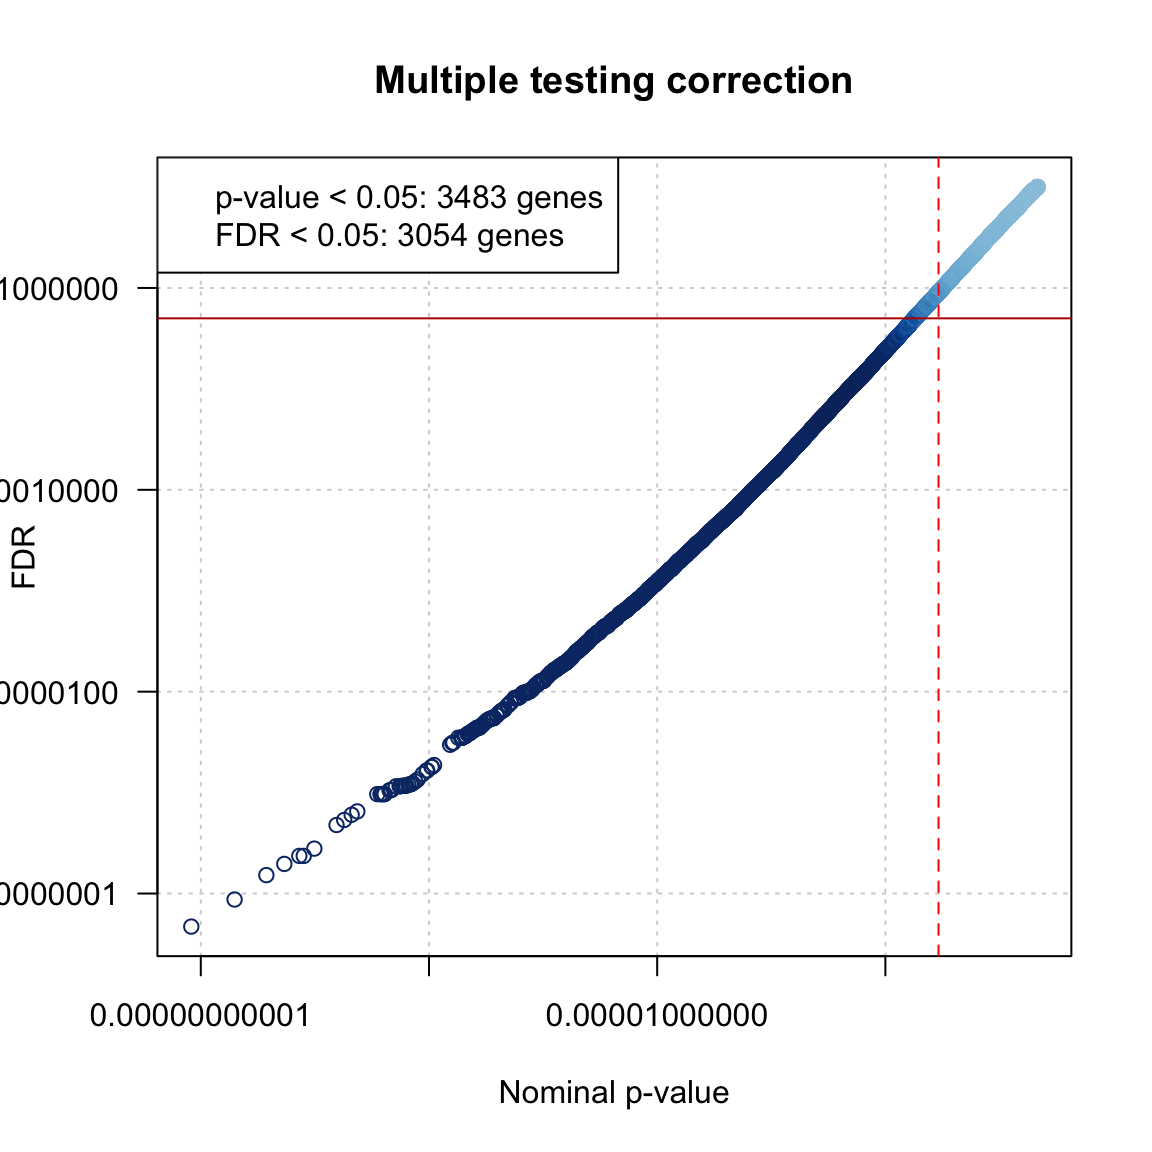 Multiple testing correction
p-value < 0.05: 3483 genes
FDR < 0.05: 3054 genes
1000000
0010000
0000100
0000001
FDR
0.00000000001
0.00001000000
Nominal p-value